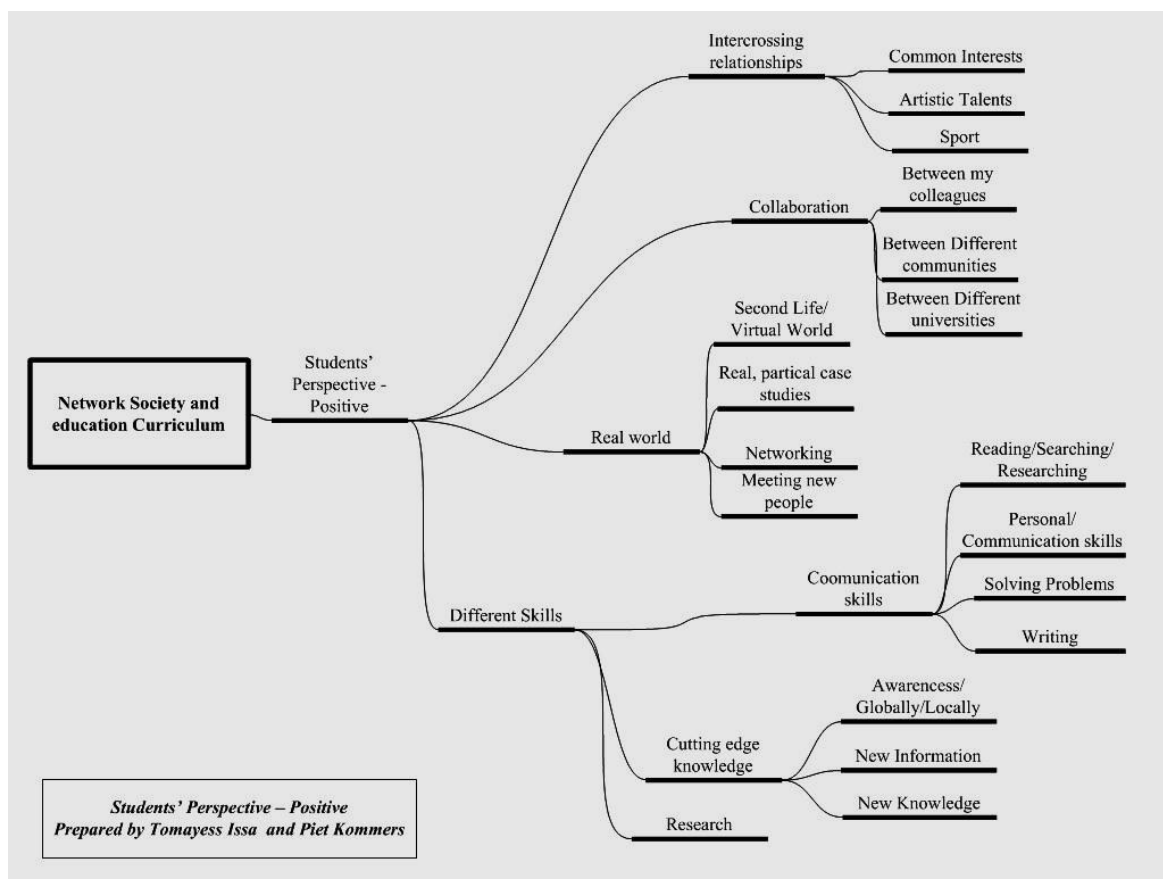 Network Society and
education Curriculum
Students’
Perspective -
Positive
Intercrossing
relationships
Common Interests
Artistic Talents
Sport
Collaboration
Between my
colleagues
Between Different
communities
Between Different
universities
Real world
Second Life/
Virtual World
Real, partical case
studies
Networking
Meeting new
people
Different Skills
Coomunication
skills
Reading/Searching/
Researching
Personal/
Communication skills
Solving Problems
Writing
Cutting edge
knowledge
Awarencess/
Globally/Locally
New Information
New Knowledge
Research
Students’ Perspective – Positive
Prepared by Tomayess Issa and Piet Kommers